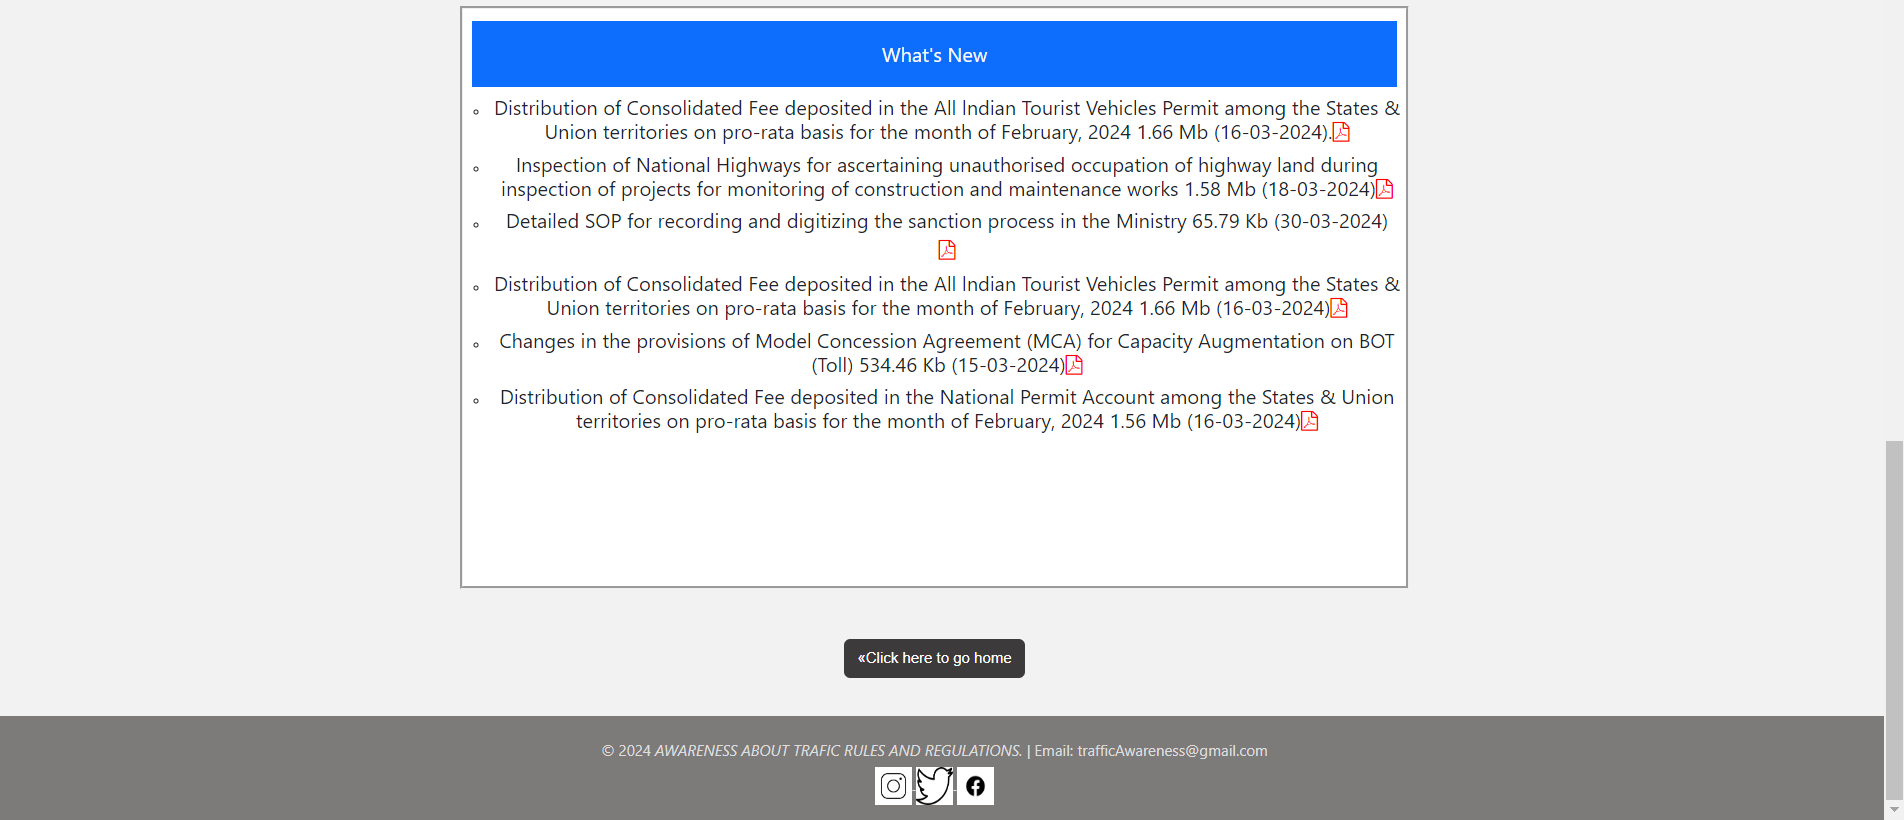 What's New
Distribution of Consolidated Fee deposited in the All Indian Tourist Vehicles Permit among the States &
Union territories on pro-rata basis for the month of February, 2024 1.66 Mb (16-03-2024).
Inspection of National Highways for ascertaining unauthorised occupation of highway land during
inspection of projects for monitoring of construction and maintenance works 1.58 Mb (18-03-2024)
Detailed SOP for recording and digitizing the sanction process in the Ministry 65.79 Kb (30-03-2024)
Distribution of Consolidated Fee deposited in the All Indian Tourist Vehicles Permit among the States &
Union territories on pro-rata basis for the month of February, 2024 1.66 Mb (16-03-2024)
Changes in the provisions of Model Concession Agreement (MCA) for Capacity Augmentation on BOT
(Toll) 534.46 Kb (15-03-2024)
Distribution of Consolidated Fee deposited in the National Permit Account among the States & Union
territories on pro-rata basis for the month of February, 2024 1.56 Mb (16-03-2024)
«Click here to go home
© 2024 AWARENESS ABOUT TRAFIC RULES AND REGULATIONS. | Email: trafficAwareness@gmail.com